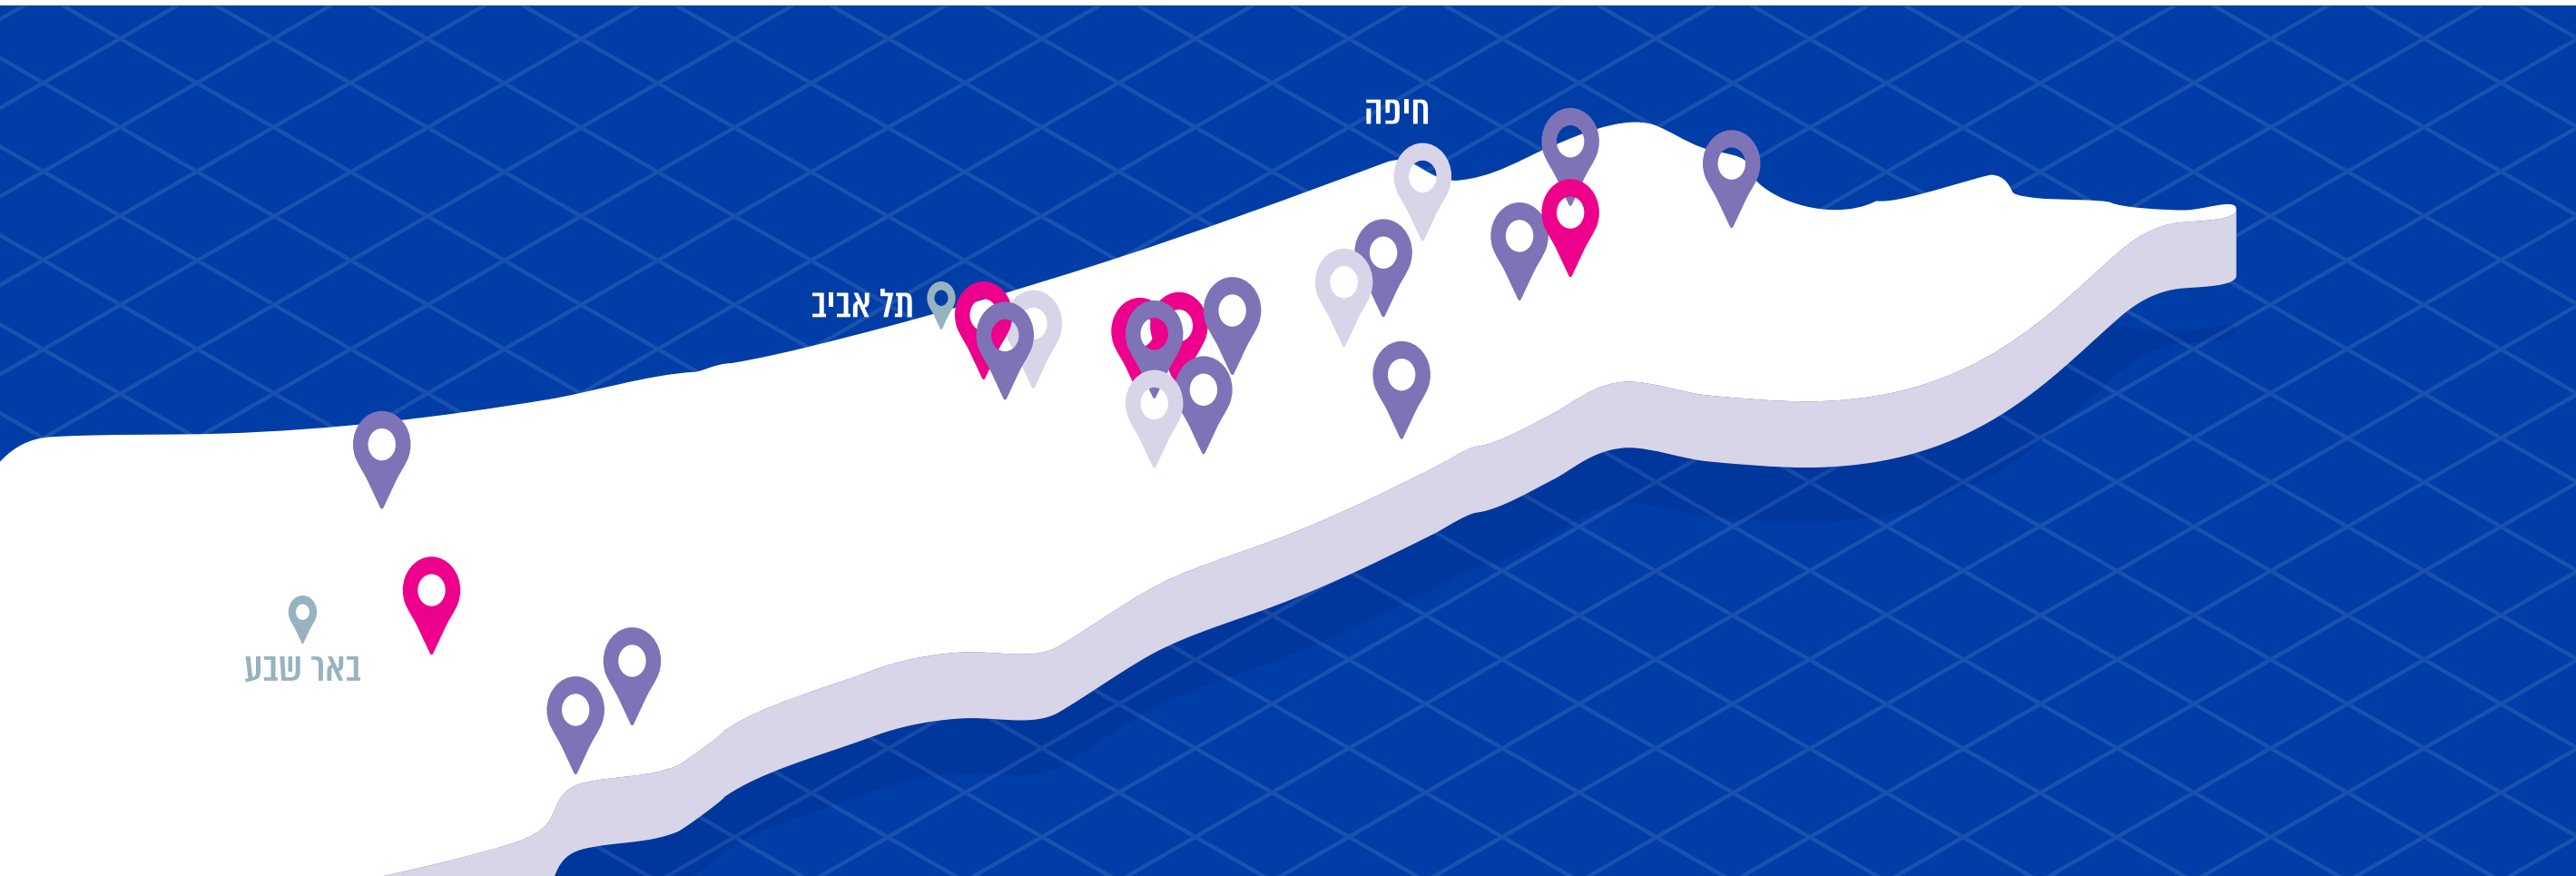 חיפה
תל אביב
באר שבע